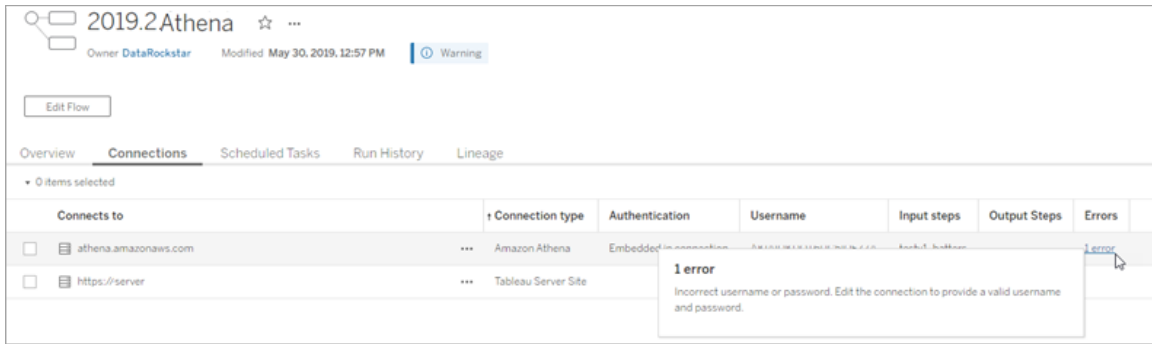 2019.2 Athena
Owner DataRockstar Modified May 30, 2019, 12:57 PM Warning
Edit Flow
Overview Connections Scheduled Tasks Run History Lineage
0 items selected
Connects to ↑ Connection type Authentication Username Input steps Output Steps Errors
athena.amazonaws.com ••• Amazon Athena Embedded in connection 1 error
https://server ••• Tableau Server Site
1 error
Incorrect username or password. Edit the connection to provide a valid username
and password.